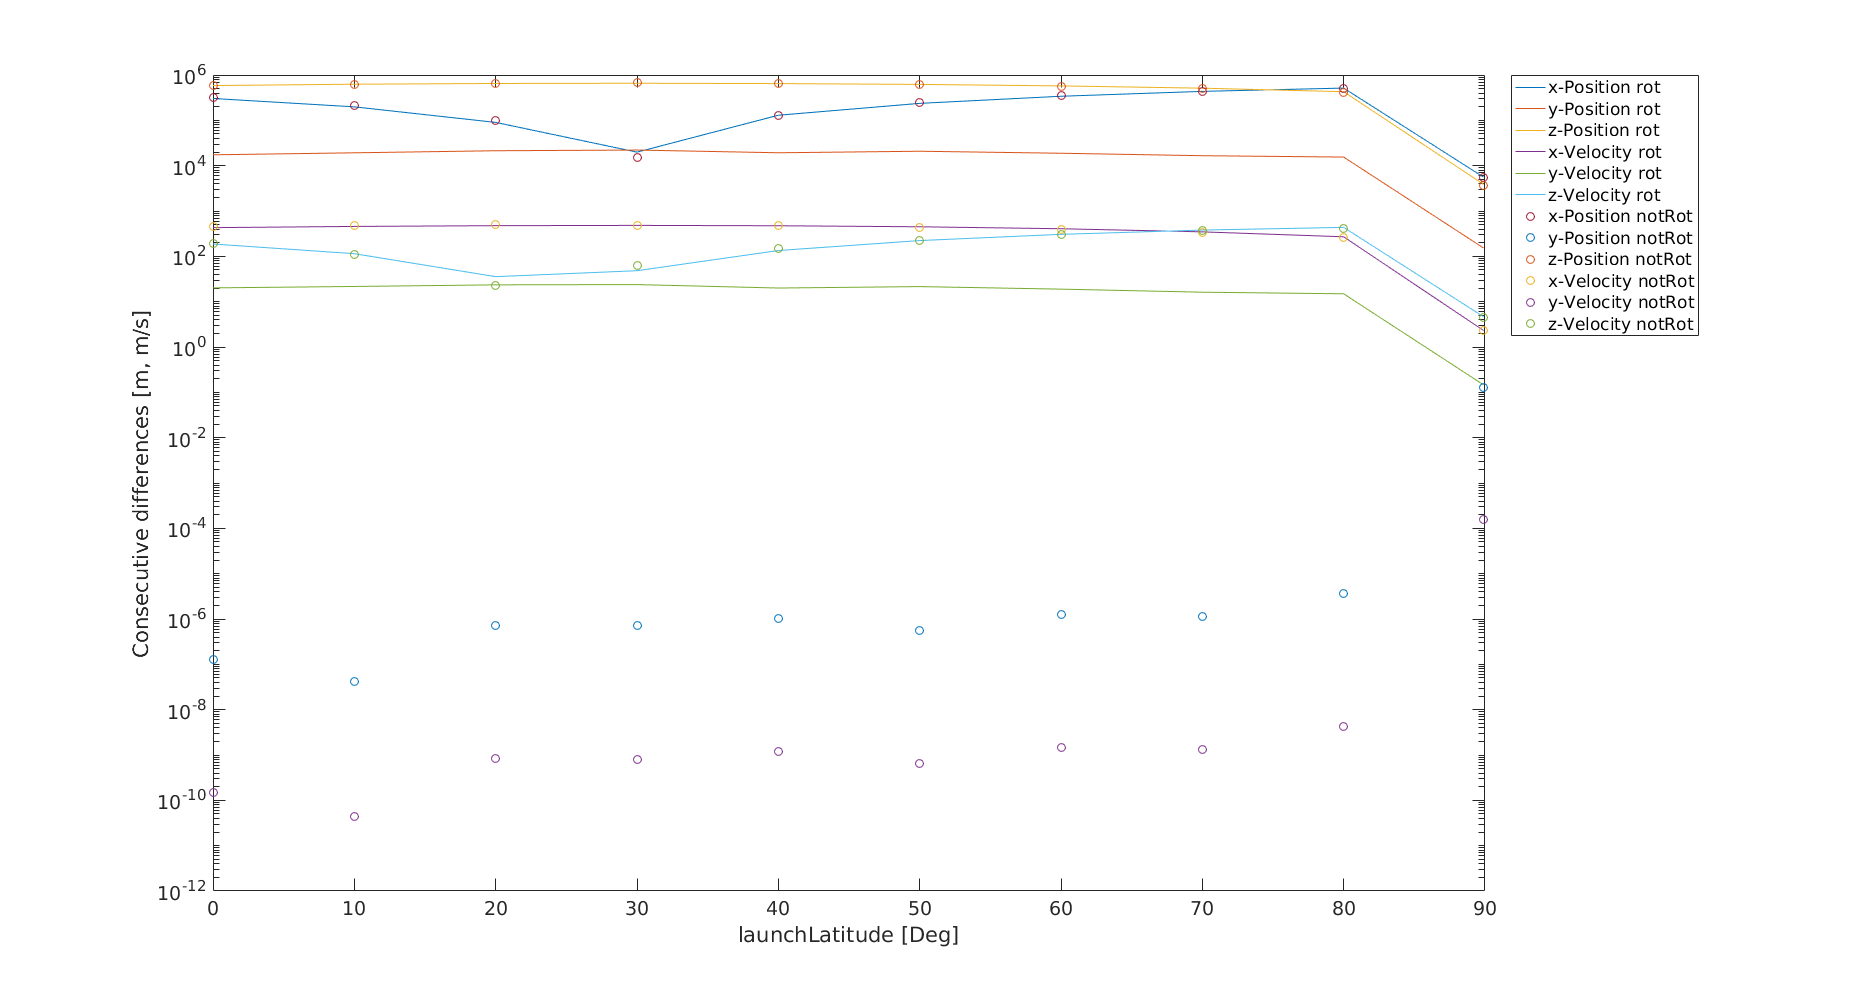 10^6
10^4
10^2
10^0
10^-2
10^-4
10^-6
10^-8
10^-10
10^-12
Consecutive differences [m, m/s]
0 10 20 30 40 50 60 70 80 90
launchLatitude [Deg]
x-Position rot
y-Position rot
z-Position rot
x-Velocity rot
y-Velocity rot
z-Velocity rot
x-Position notRot
y-Position notRot
z-Position notRot
x-Velocity notRot
y-Velocity notRot
z-Velocity notRot